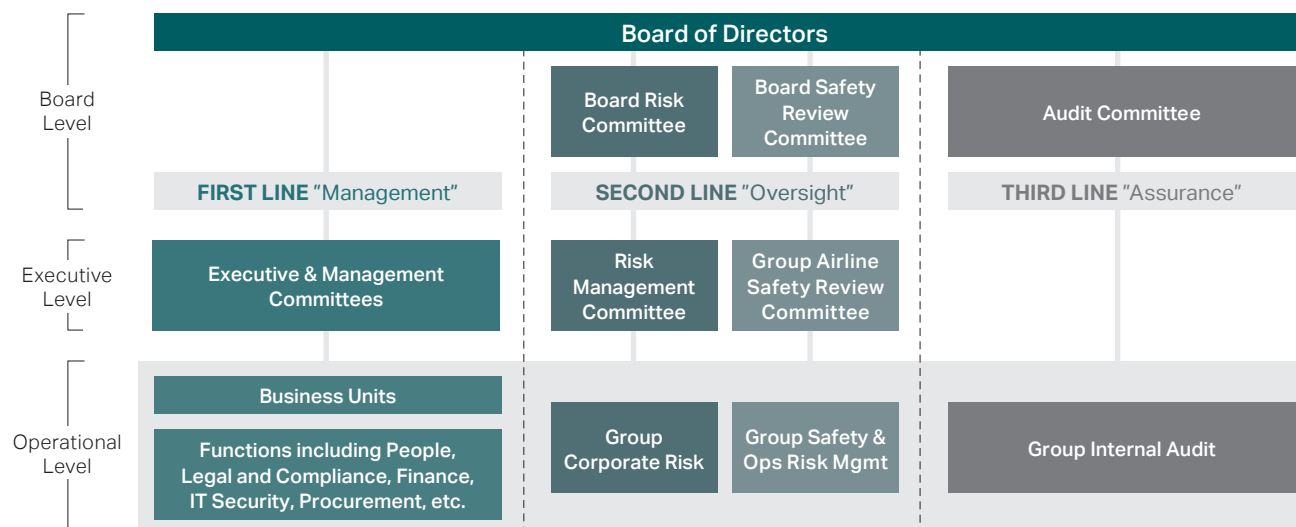 Board of Directors
Board
Level
Board Risk
Committee
Board Safety
Review
Committee
Audit Committee
FIRST LINE "Management"
SECOND LINE "Oversight"
THIRD LINE "Assurance"
Executive
Level
Executive & Management
Committees
Risk
Management
Committee
Group Airline
Safety Review
Committee
Operational
Level
Business Units
Functions including People,
Legal and Compliance, Finance,
IT Security, Procurement, etc.
Group
Corporate Risk
Group Safety &
Ops Risk Mgmt
Group Internal Audit